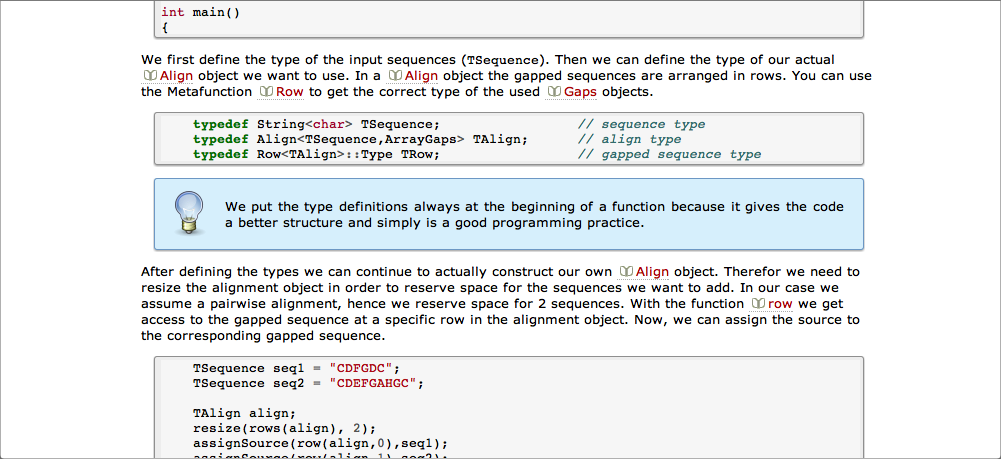 int main()
{
We first define the type of the input sequences (TSequence). Then we can define the type of our actual
Align object we want to use. In a Align object the gapped sequences are arranged in rows. You can use
the Metafunction Row to get the correct type of the used Gaps objects.
typedef String<char> TSequence; // sequence type
typedef Align<TSequence,ArrayGaps> TAlign; // align type
typedef Row<TAlign>::Type TRow; // gapped sequence type
We put the type definitions always at the beginning of a function because it gives the code
a better structure and simply is a good programming practice.
After defining the types we can continue to actually construct our own Align object. Therefor we need to
resize the alignment object in order to reserve space for the sequences we want to add. In our case we
assume a pairwise alignment, hence we reserve space for 2 sequences. With the function row we get
access to the gapped sequence at a specific row in the alignment object. Now, we can assign the source to
the corresponding gapped sequence.
TSequence seq1 = "CDFGDC";
TSequence seq2 = "CDEFGAHGC";
TAlign align;
resize(rows(align), 2);
assignSource(row(align,0),seq1);
assignSource(row(align,1),seq2);